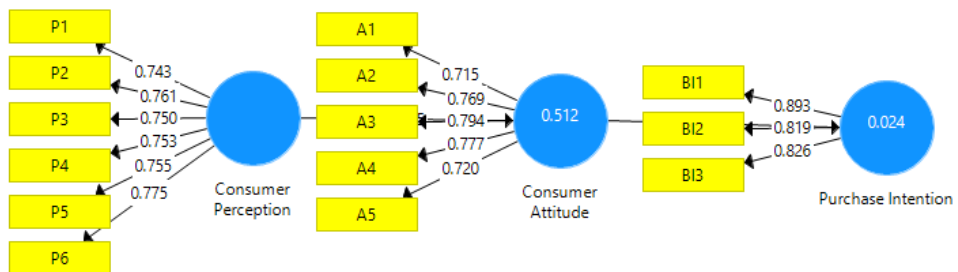 P1
P2
P3
P4
P5
P6
0.743
0.761
0.750
0.753
0.755
0.775
Consumer
Perception
A1
A2
A3
A4
A5
0.715
0.769
0.794
0.777
0.720
0.512
Consumer
Attitude
BI1
BI2
BI3
0.893
0.819
0.826
0.024
Purchase Intention